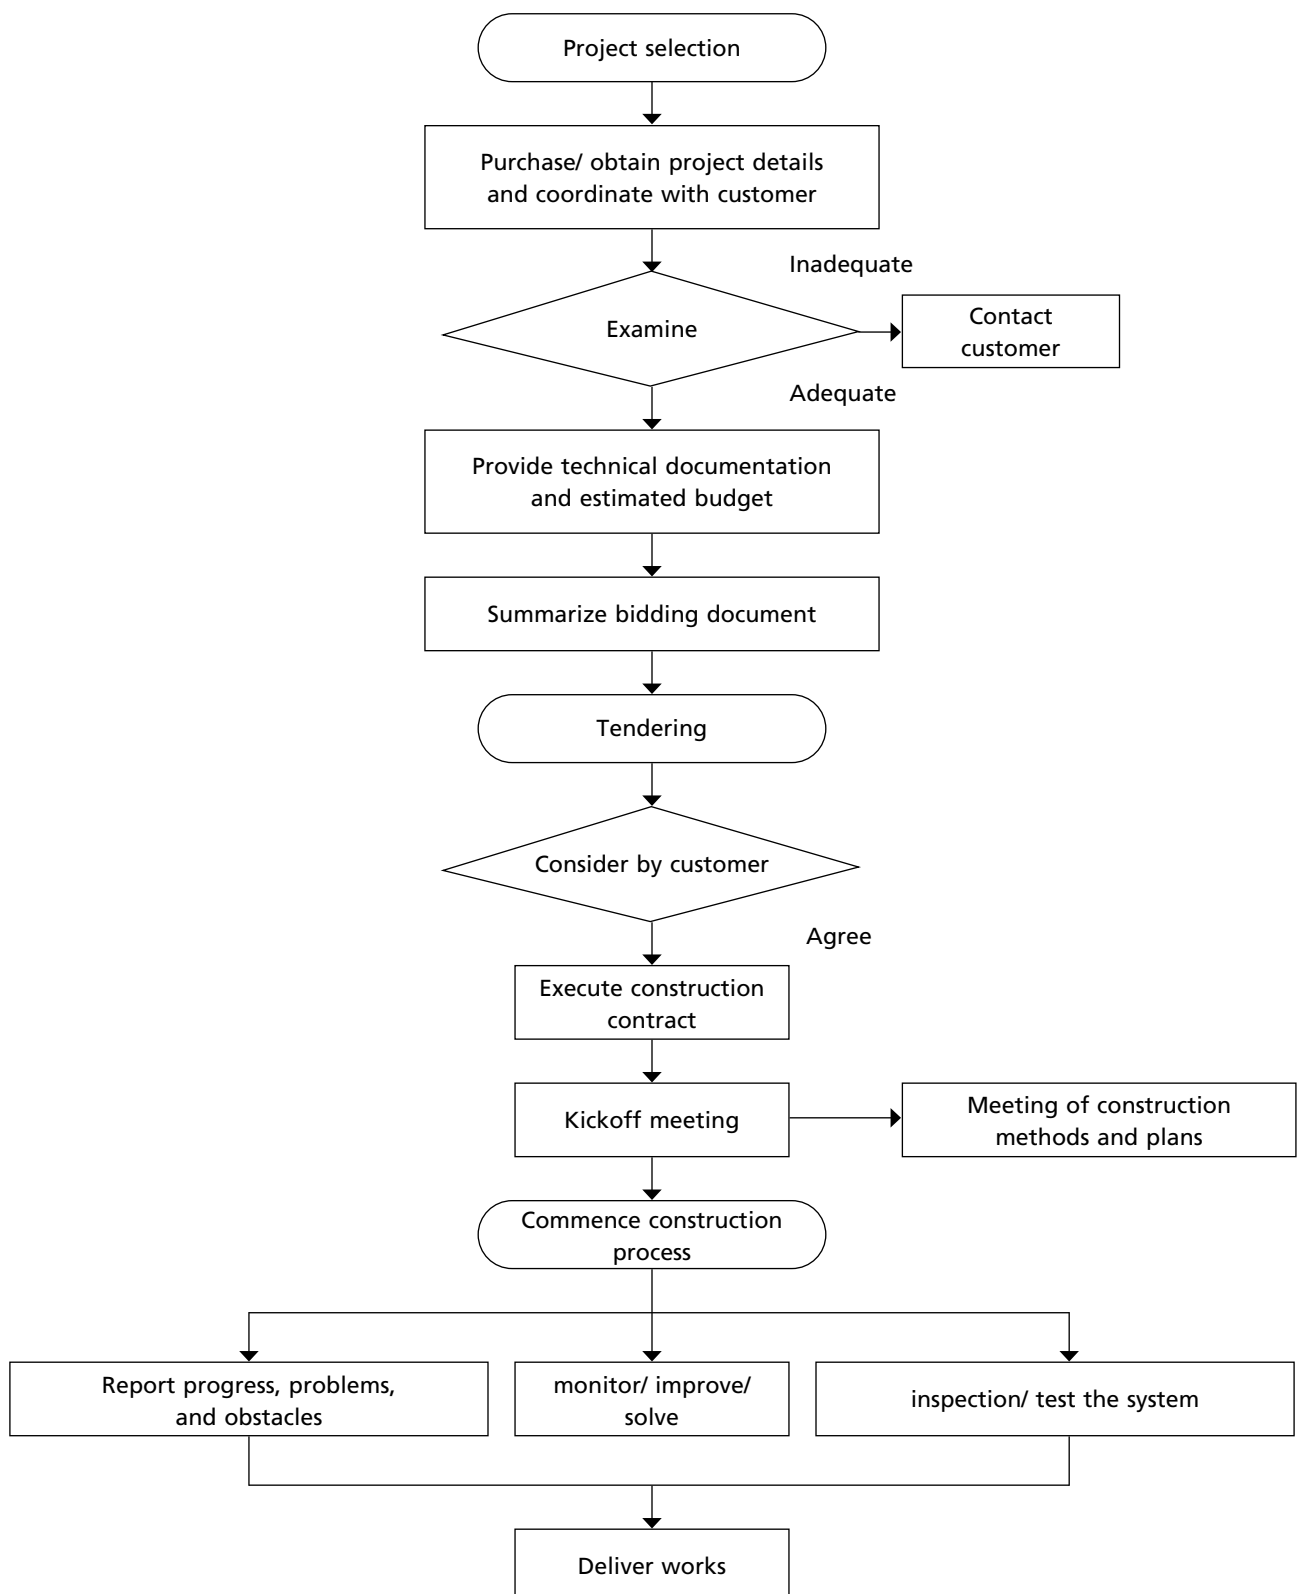 Project selection
Purchase/ obtain project details
and coordinate with customer
Inadequate
Examine
Contact
customer
Adequate
Provide technical documentation
and estimated budget
Summarize bidding document
Tendering
Consider by customer
Agree
Execute construction
contract
Kickoff meeting
Meeting of construction
methods and plans
Commence construction
process
Report progress, problems,
and obstacles
monitor/ improve/
solve
inspection/ test the system
Deliver works